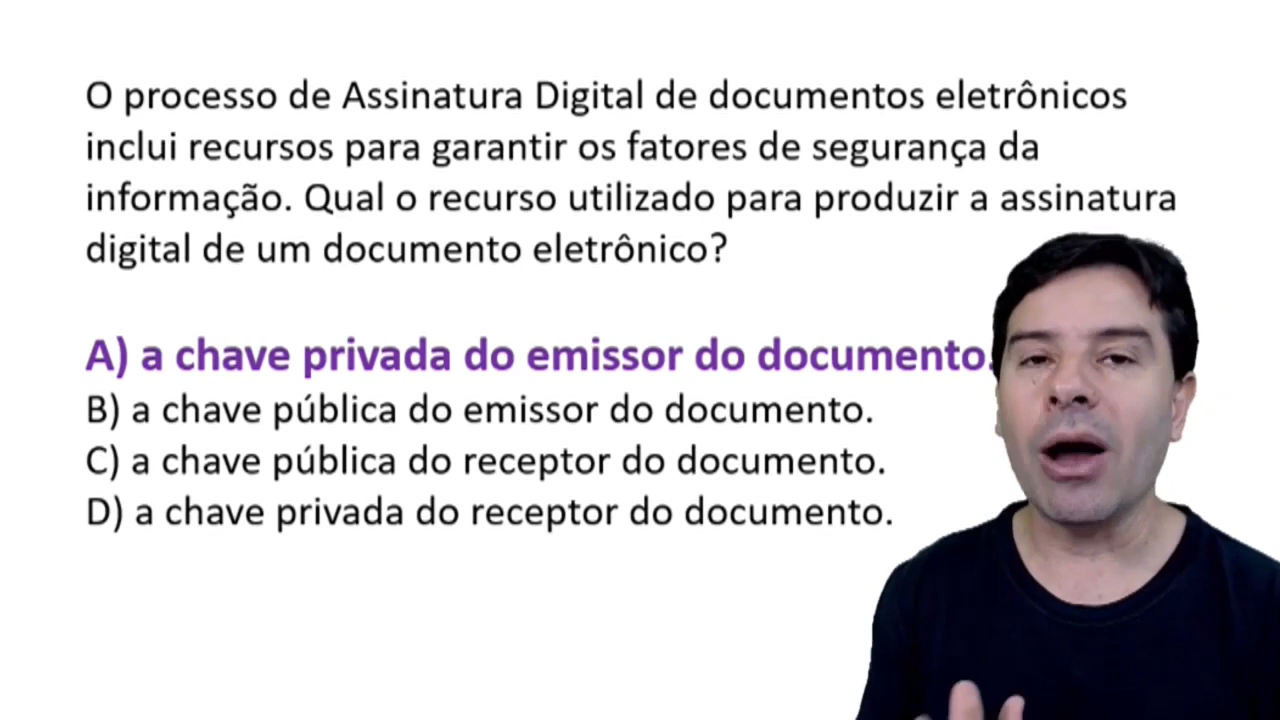 O processo de Assinatura Digital de documentos eletrônicos
inclui recursos para garantir os fatores de segurança da
informação. Qual o recurso utilizado para produzir a assinatura
digital de um documento eletrônico?
A) a chave privada do emissor do documento.
B) a chave pública do emissor do documento.
C) a chave pública do receptor do documento.
D) a chave privada do receptor do documento.